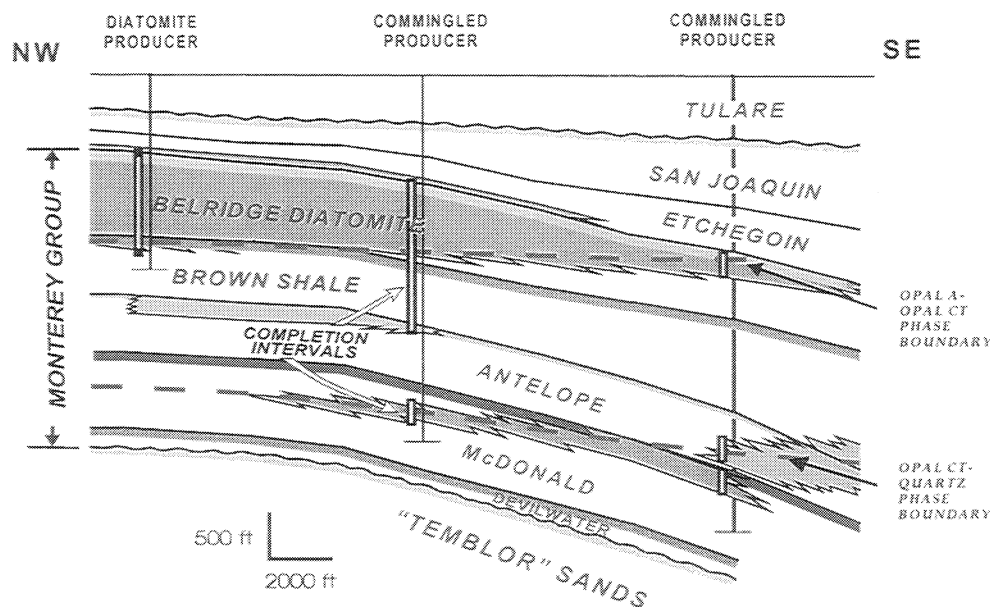 DIATOMITE
PRODUCER
COMMINGLED
PRODUCER
COMMINGLED
PRODUCER
NW
SE
TULARE
SAN JOAQUIN
ETCHEGOIN
BELRIDGE DIATOMITE
BROWN SHALE
MONTEREY GROUP
COMPLETION
INTERVALS
OPAL A-
OPAL CT
PHASE
BOUNDARY
ANTELOPE
McDONALD
DEVILWATER
OPAL CT-
QUARTZ
PHASE
BOUNDARY
"TEMBLOR" SANDS
500 ft
2000 ft